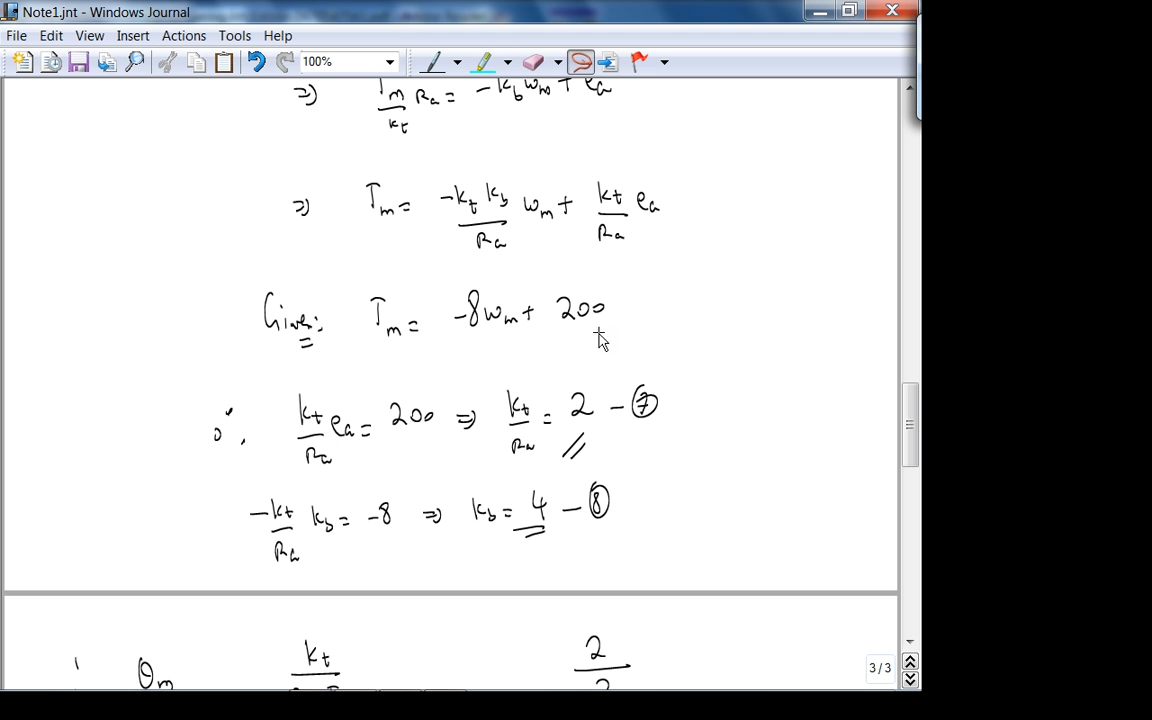 Note1.jnt - Windows Journal
File Edit View Insert Actions Tools Help
100%
=> Tm/kt Ra = -kb ωm + ea
=> Tm = -kt kb/Ra ωm + kt/Ra ea
Given: Tm = -8ωm + 200
∴ kt/Ra ea = 200 => kt/Ra = 2 - ⑦
-kt/Ra kb = -8 => kb = 4 - ⑧
3 / 3
θm kt 2